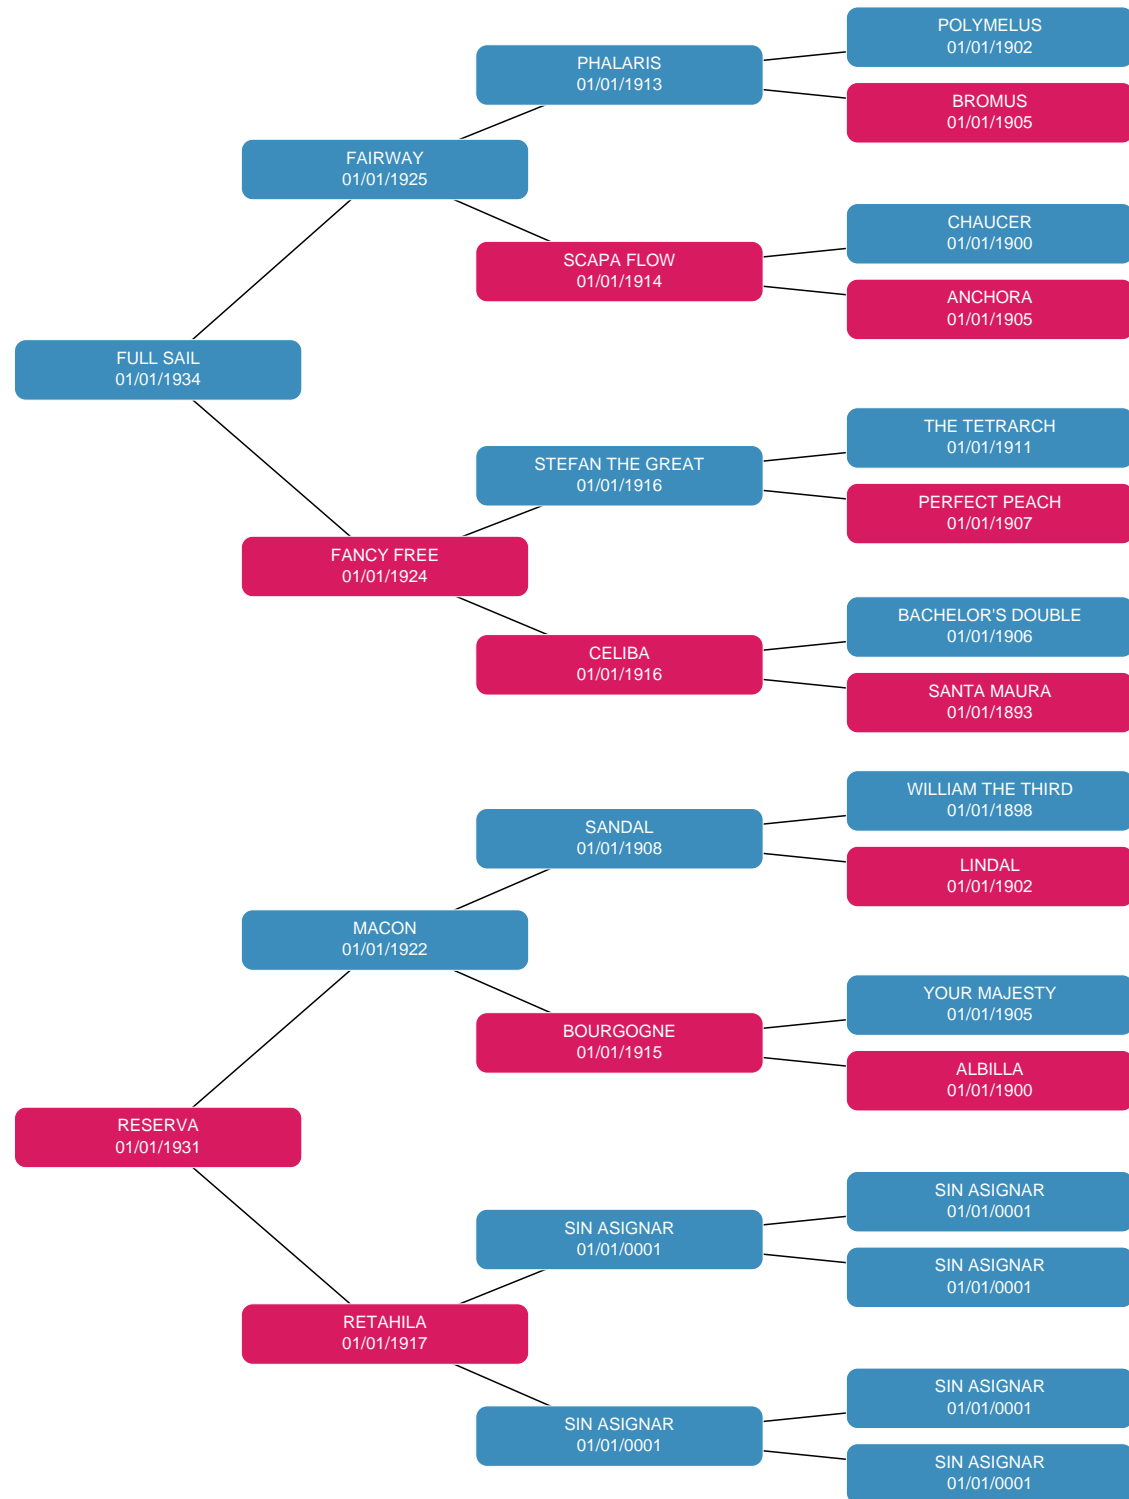 POLYMELUS
01/01/1902
PHALARIS
01/01/1913
BROMUS
01/01/1905
FAIRWAY
01/01/1925
CHAUCER
01/01/1900
SCAPA FLOW
01/01/1914
ANCHORA
01/01/1905
FULL SAIL
01/01/1934
THE TETRARCH
01/01/1911
STEFAN THE GREAT
01/01/1916
PERFECT PEACH
01/01/1907
FANCY FREE
01/01/1924
BACHELOR'S DOUBLE
01/01/1906
CELIBA
01/01/1916
SANTA MAURA
01/01/1893
WILLIAM THE THIRD
01/01/1898
SANDAL
01/01/1908
LINDAL
01/01/1902
MACON
01/01/1922
YOUR MAJESTY
01/01/1905
BOURGOGNE
01/01/1915
ALBILLA
01/01/1900
RESERVA
01/01/1931
SIN ASIGNAR
01/01/0001
SIN ASIGNAR
01/01/0001
SIN ASIGNAR
01/01/0001
RETAHILA
01/01/1917
SIN ASIGNAR
01/01/0001
SIN ASIGNAR
01/01/0001
SIN ASIGNAR
01/01/0001